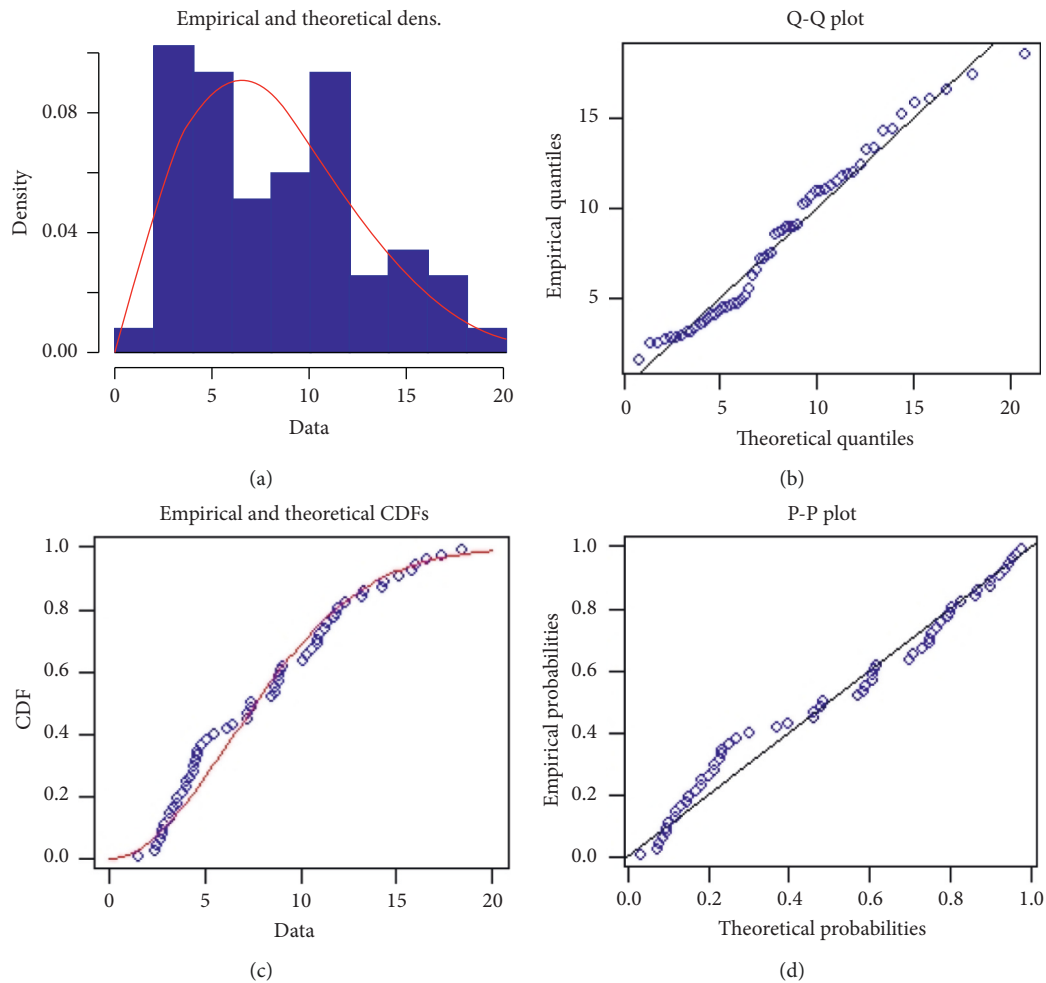 Empirical and theoretical dens.
Density
0.08
0.04
0.00
0 5 10 15 20
Data
(a)
Q-Q plot
Empirical quantiles
15
10
5
0 5 10 15 20
Theoretical quantiles
(b)
Empirical and theoretical CDFs
CDF
1.0
0.8
0.6
0.4
0.2
0.0
0 5 10 15 20
Data
(c)
P-P plot
Empirical probabilities
1.0
0.8
0.6
0.4
0.2
0.0
0.0 0.2 0.4 0.6 0.8 1.0
Theoretical probabilities
(d)